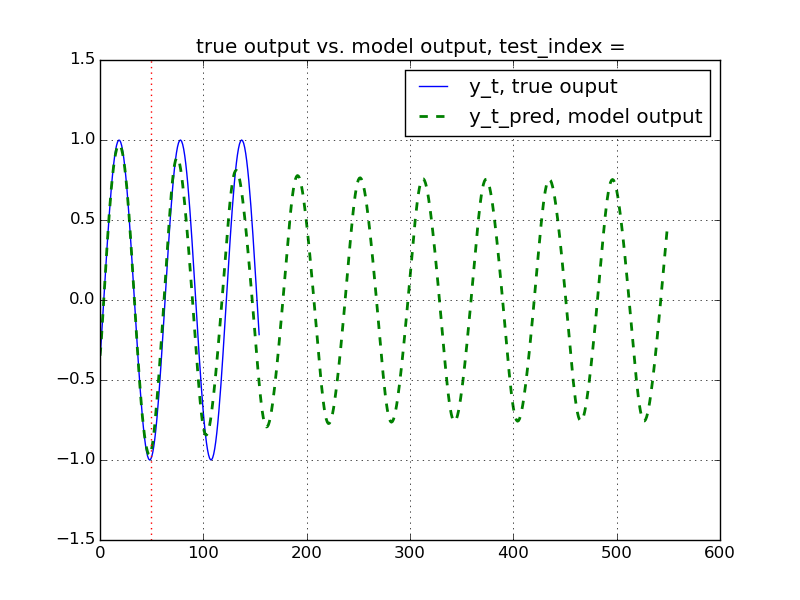 true output vs. model output, test_index =
y_t, true ouput
y_t_pred, model output
1.5
1.0
0.5
0.0
−0.5
−1.0
−1.5
0 100 200 300 400 500 600